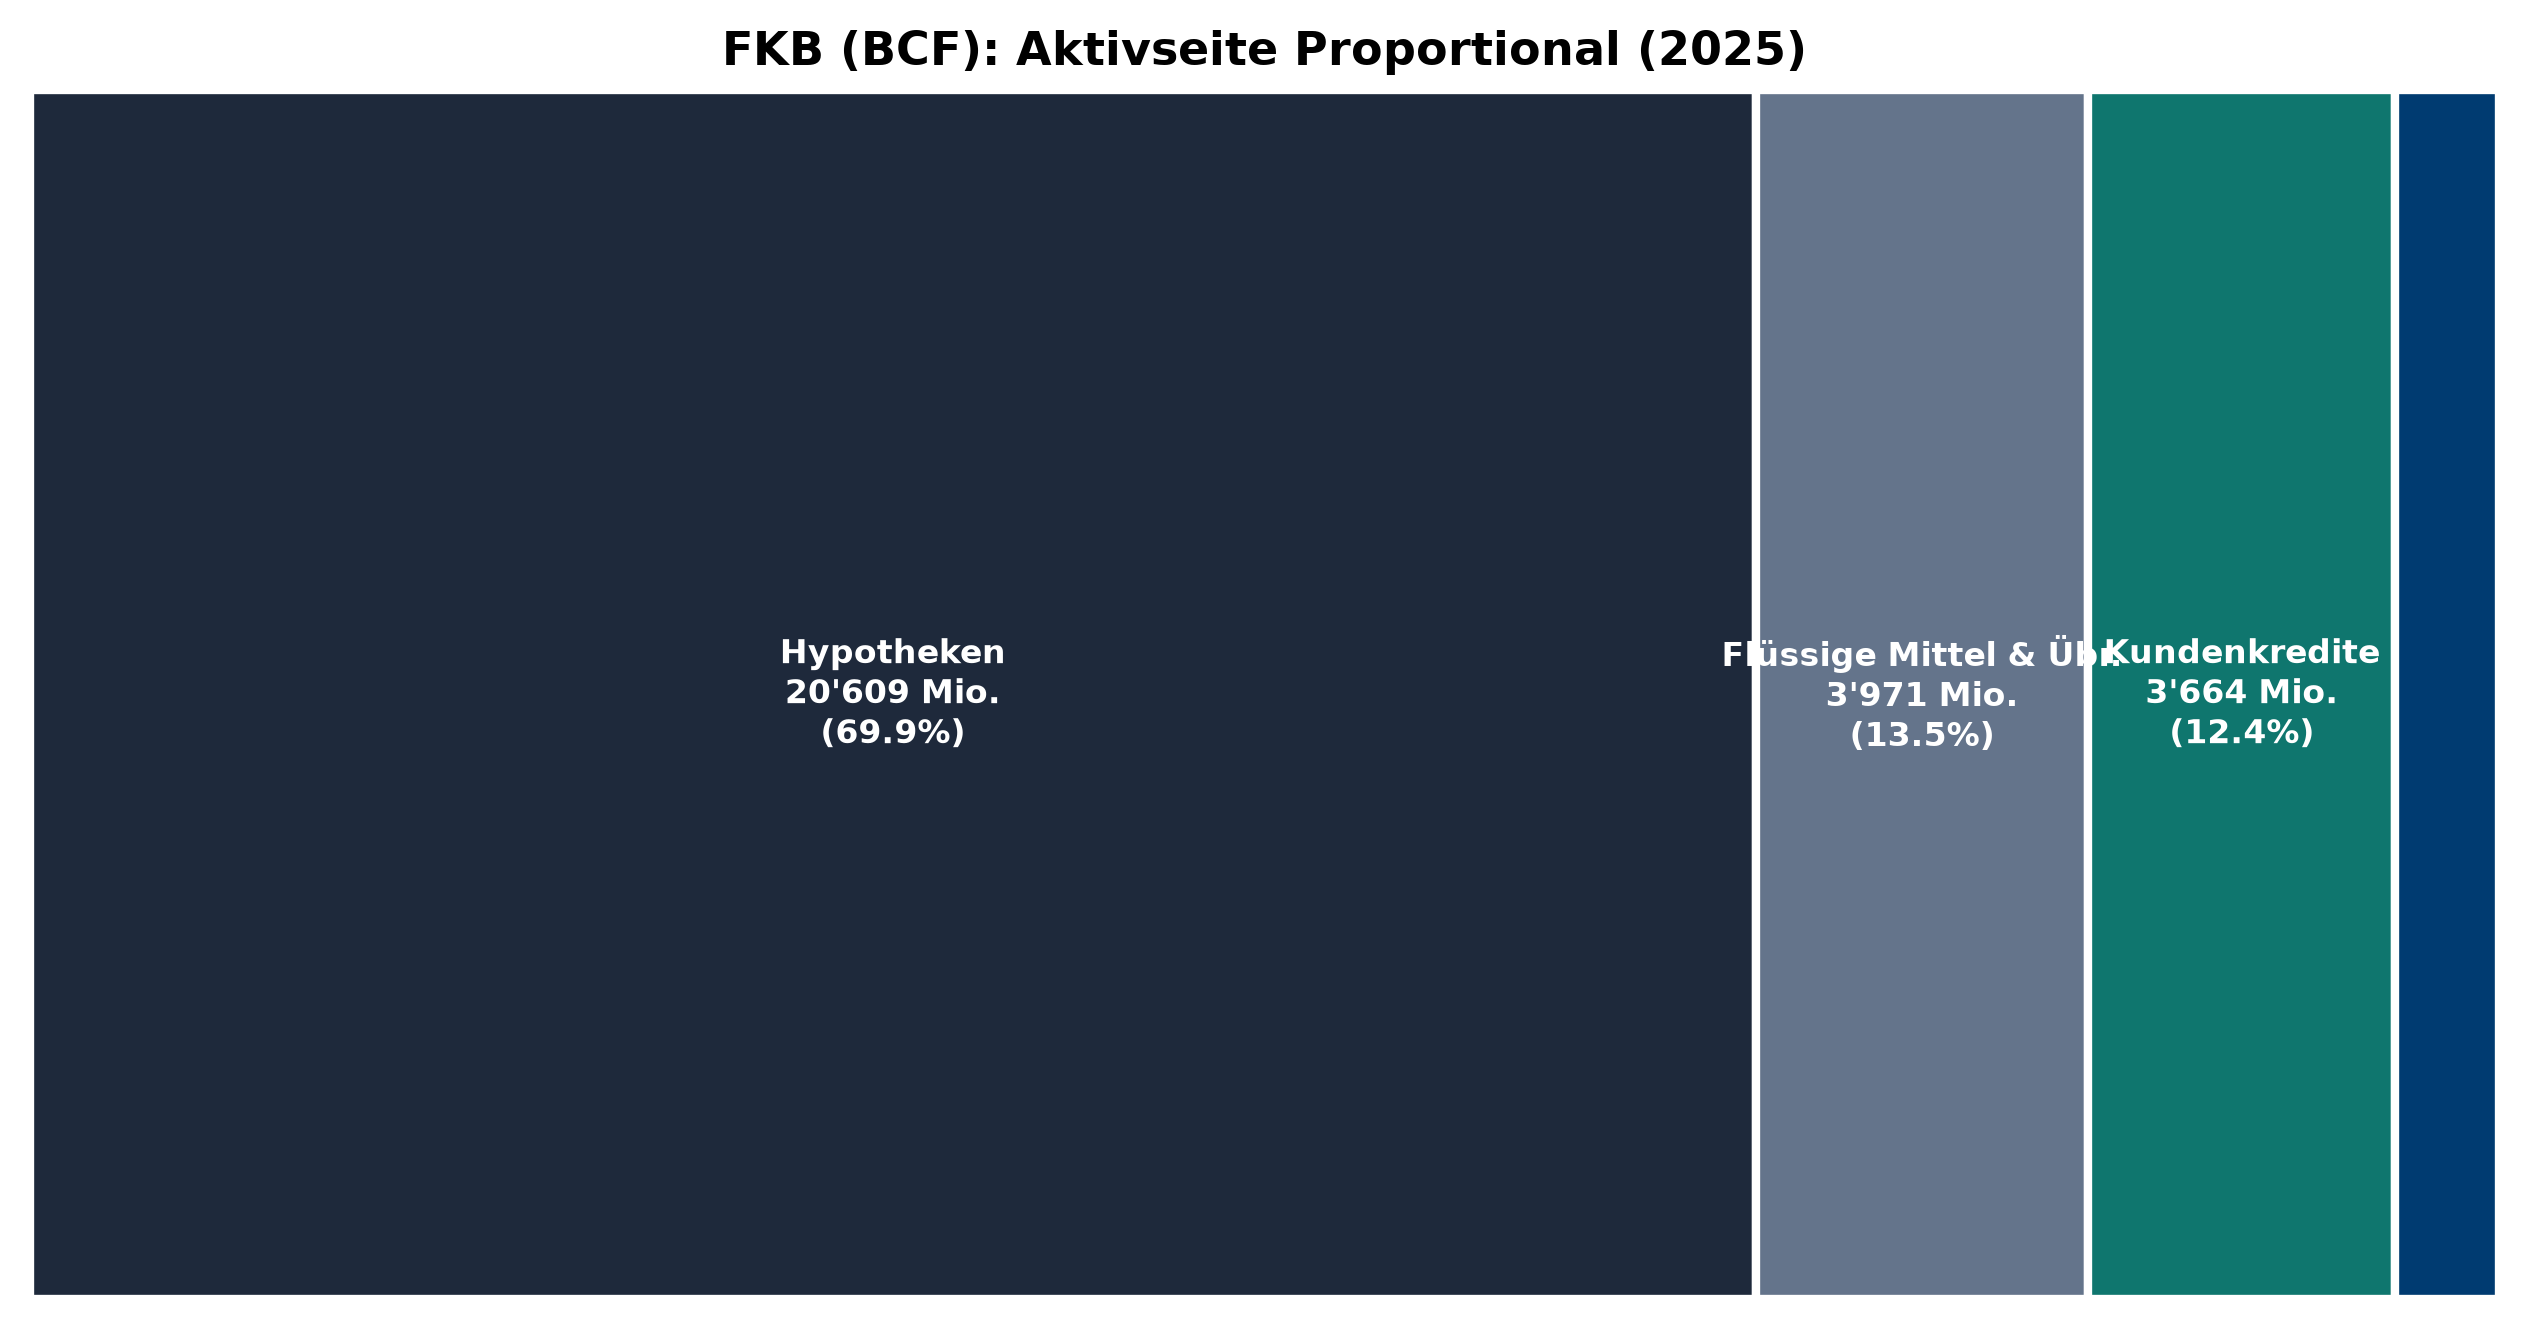 FKB (BCF): Aktivseite Proportional (2025)
Hypotheken
20'609 Mio.
(69.9%)
Flüssige Mittel & Übr.
3'971 Mio.
(13.5%)
Kundenkredite
3'664 Mio.
(12.4%)